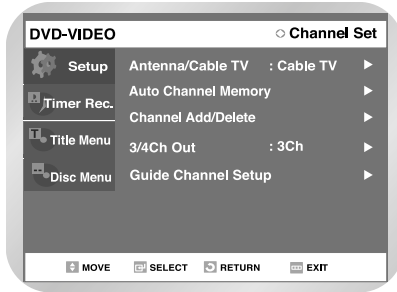 DVD-VIDEO
Channel Set
Setup
Timer Rec.
Title Menu
Disc Menu
Antenna/Cable TV : Cable TV
Auto Channel Memory
Channel Add/Delete
3/4Ch Out : 3Ch
Guide Channel Setup
MOVE SELECT RETURN EXIT